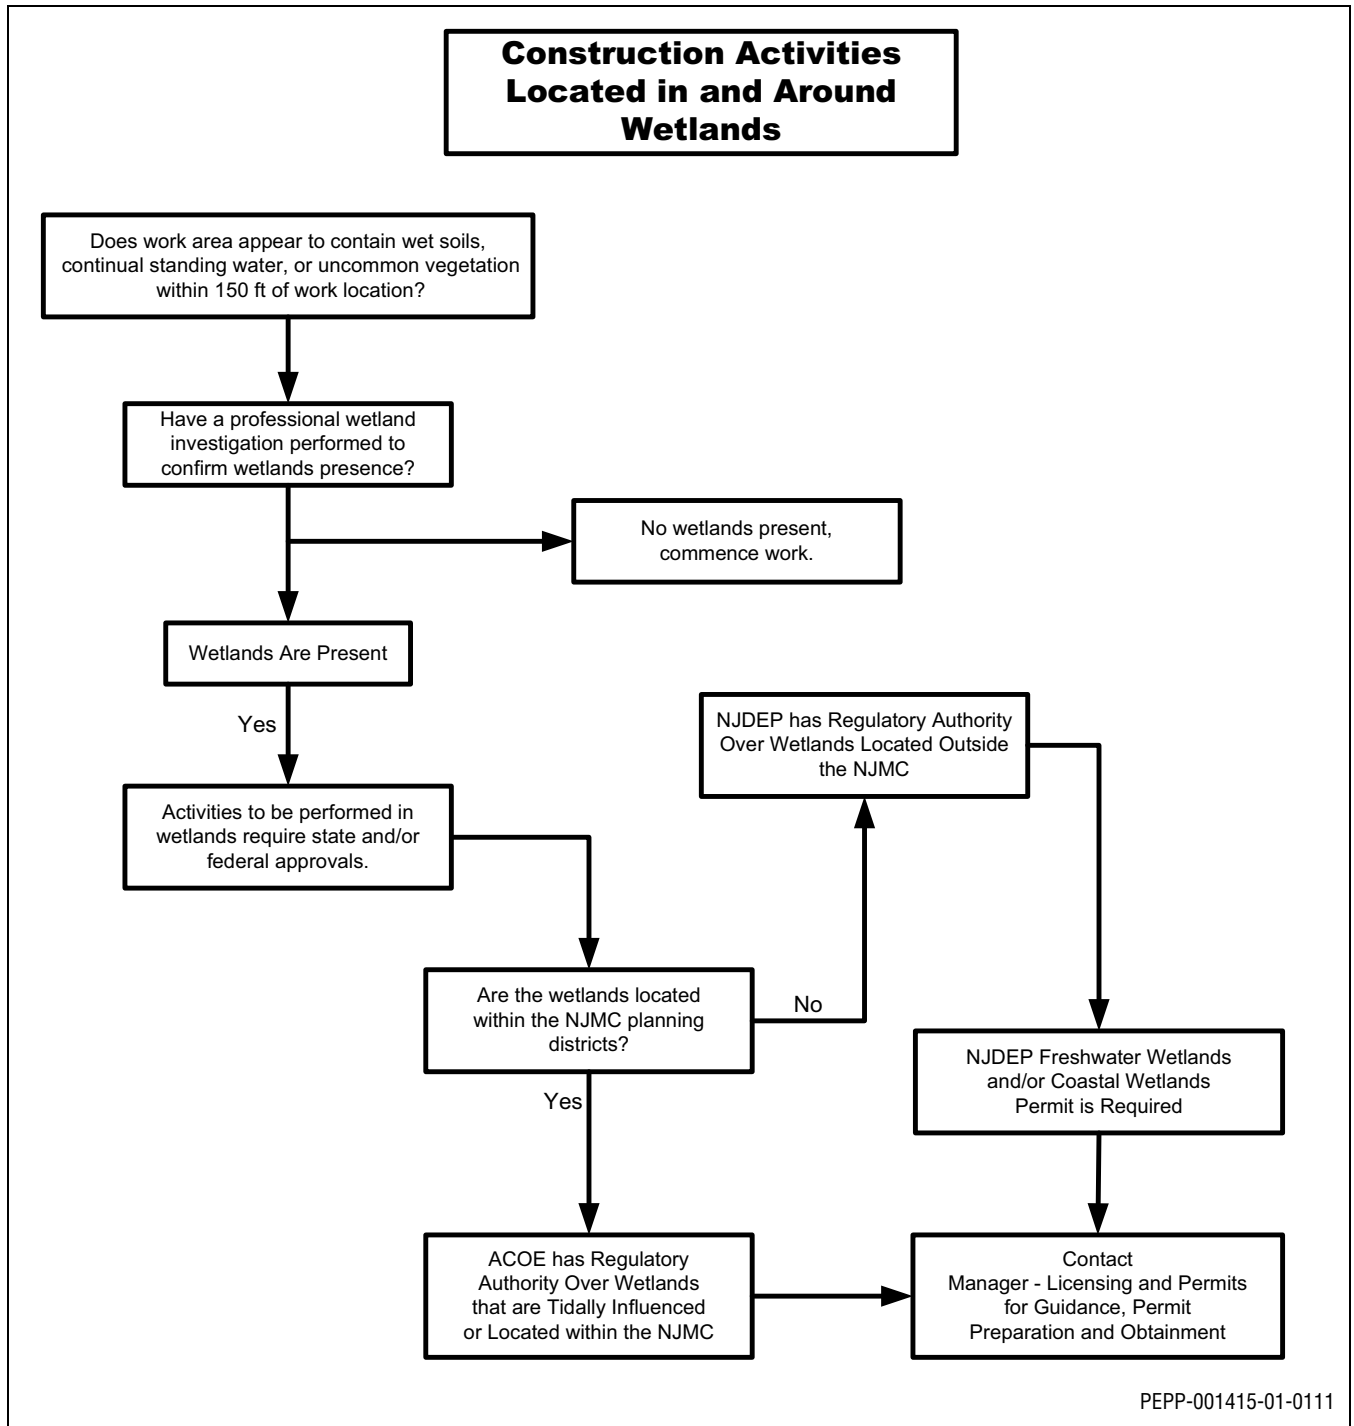 Construction Activities
Located in and Around
Wetlands
Does work area appear to contain wet soils,
continual standing water, or uncommon vegetation
within 150 ft of work location?
Have a professional wetland
investigation performed to
confirm wetlands presence?
No wetlands present,
commence work.
Wetlands Are Present
Yes
Activities to be performed in
wetlands require state and/or
federal approvals.
NJDEP has Regulatory Authority
Over Wetlands Located Outside
the NJMC
Are the wetlands located
within the NJMC planning
districts?
No
Yes
NJDEP Freshwater Wetlands
and/or Coastal Wetlands
Permit is Required
ACOE has Regulatory
Authority Over Wetlands
that are Tidally Influenced
or Located within the NJMC
Contact
Manager - Licensing and Permits
for Guidance, Permit
Preparation and Obtainment
PEPP-001415-01-0111